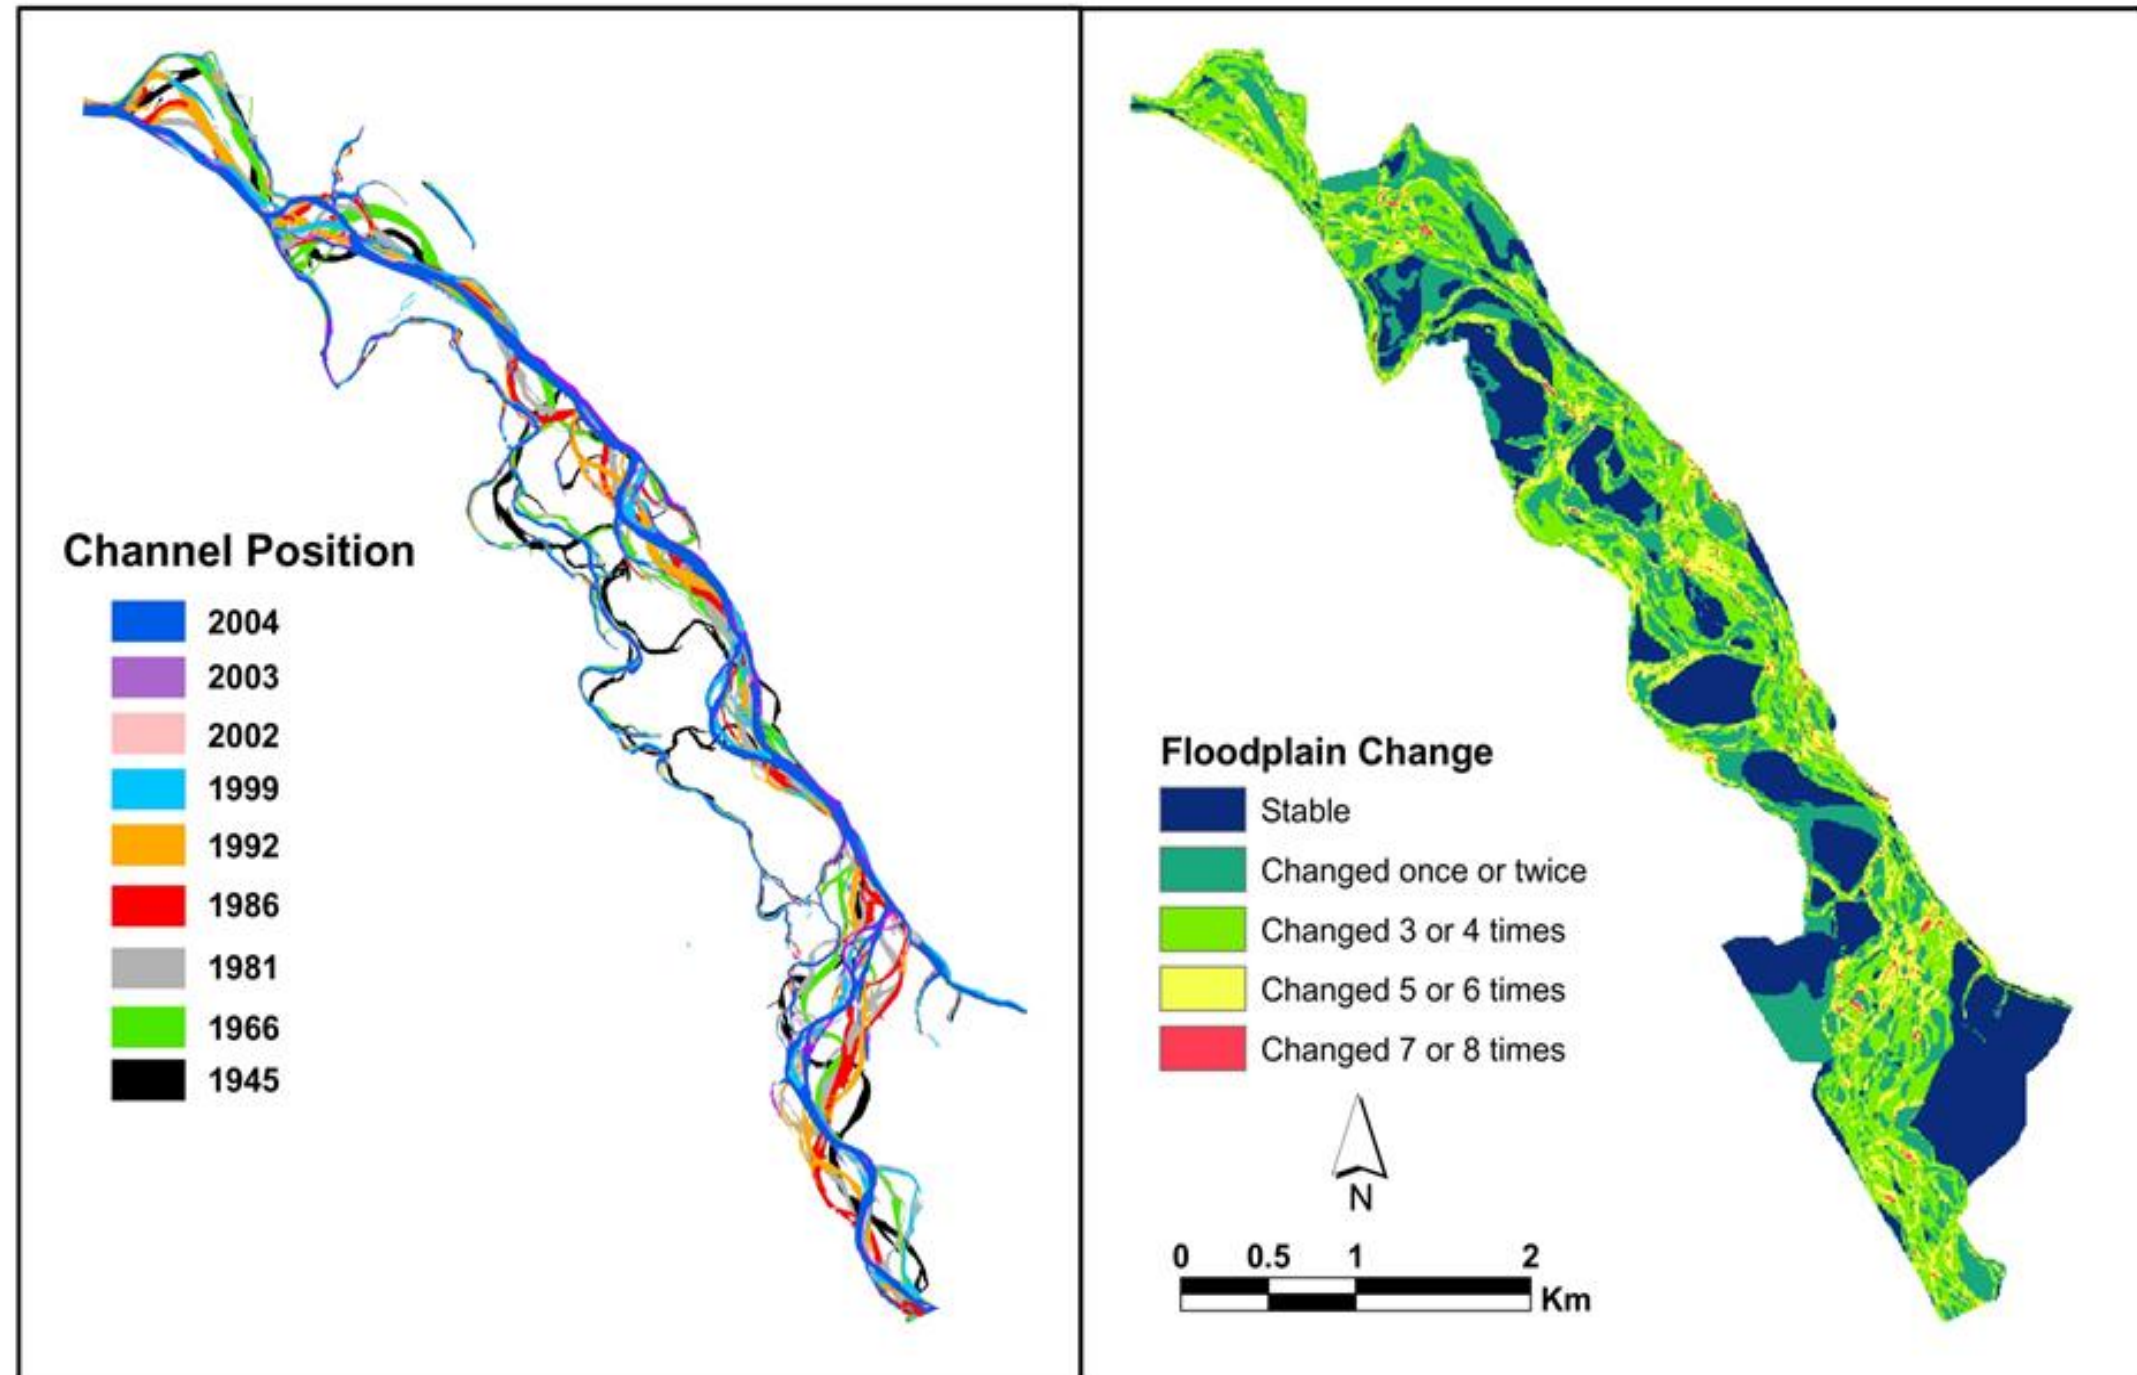 Channel Position
2004
2003
2002
1999
1992
1986
1981
1966
1945
Floodplain Change
Stable
Changed once or twice
Changed 3 or 4 times
Changed 5 or 6 times
Changed 7 or 8 times
N
0 0.5 1 2
Km